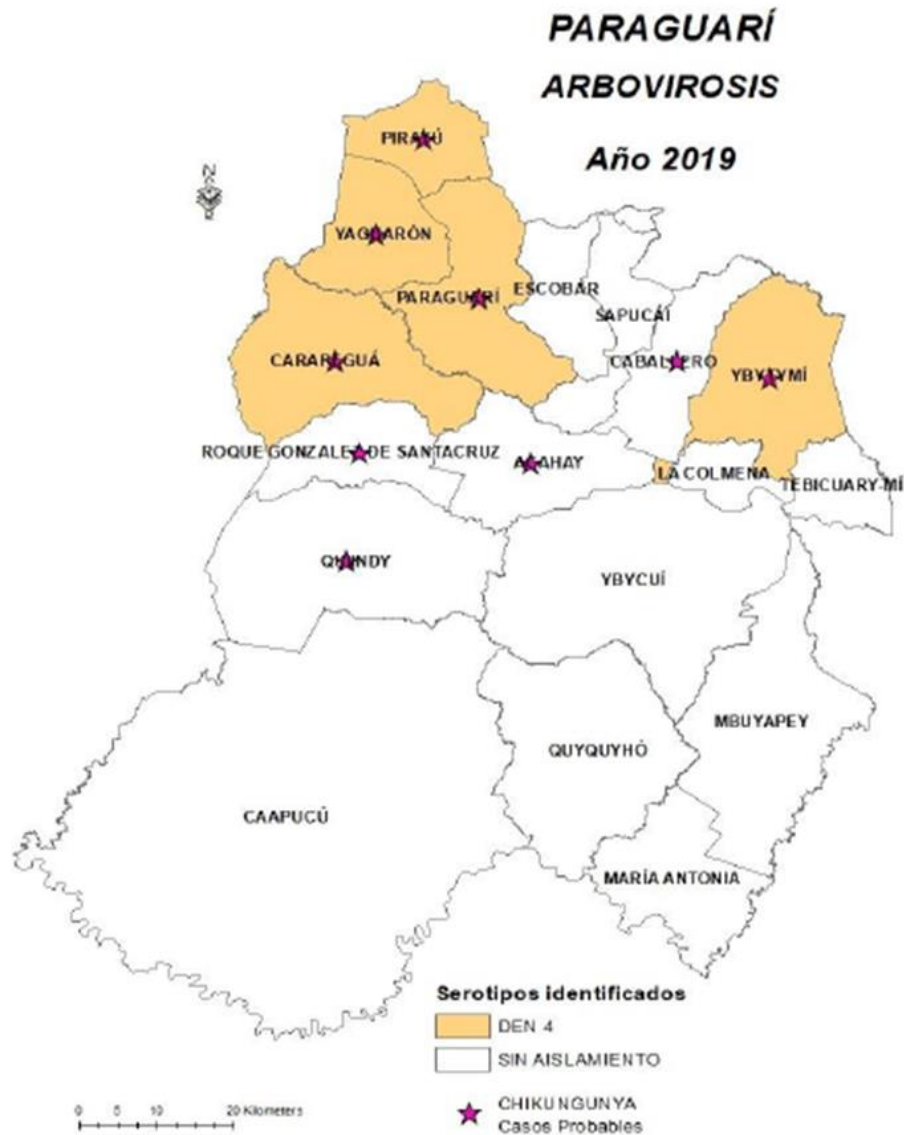 PARAGUARÍ
ARBOVIROSIS
Año 2019
N
PIRAYÚ
YAGUARÓN
ESCOBÁR
PARAGUARÍ
SAPUCÁI
CARAPEGUÁ
CABALLERO
YBYTYMÍ
ROQUE GONZALEZ DE SANTACRUZ
ACAHAY
LA COLMENA
TEBICUARY-MÍ
QUIINDY
YBYCUÍ
MBUYAPEY
QUYQUYHÓ
CAAPUCÚ
MARÍA ANTONIA
Serotipos identificados
DEN 4
SIN AISLAMIENTO
CHIKUNGUNYA
Casos Probables
0 5 10 20 Kilometers